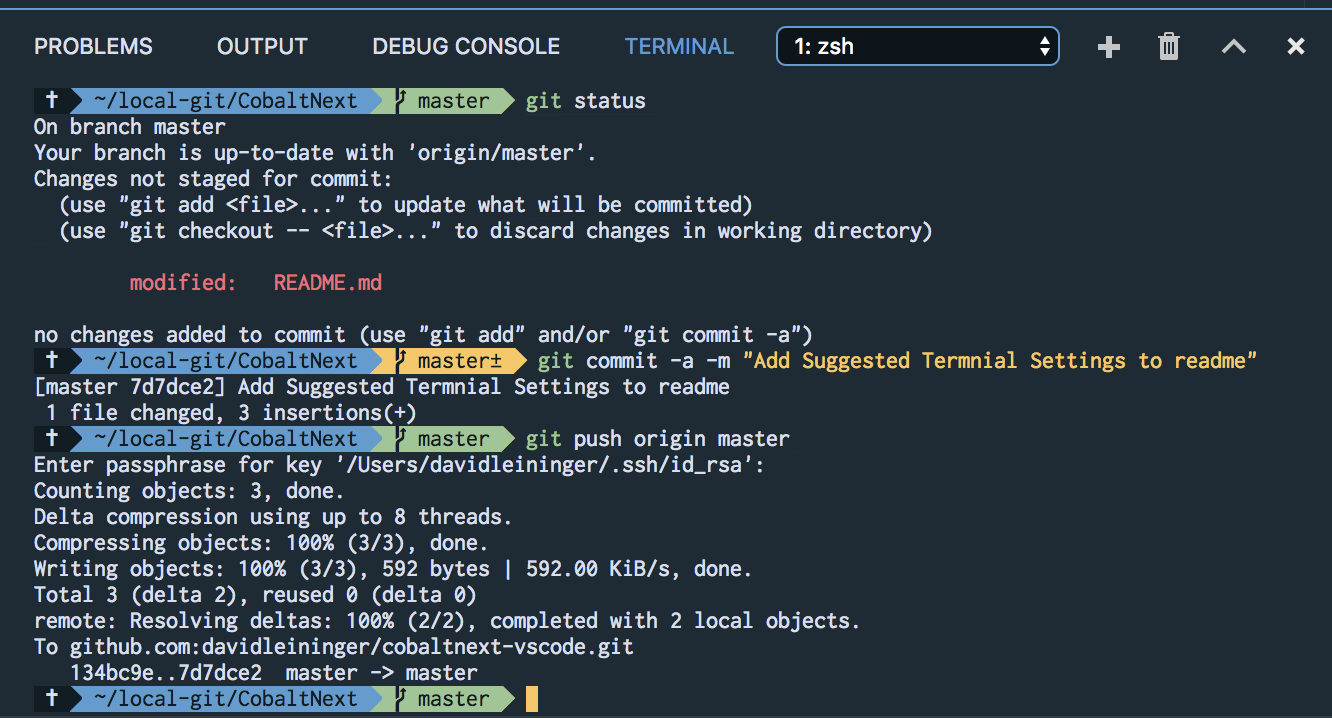 PROBLEMS OUTPUT DEBUG CONSOLE TERMINAL 1: zsh
† ~/local-git/CobaltNext master git status
On branch master
Your branch is up-to-date with 'origin/master'.
Changes not staged for commit:
  (use "git add <file>..." to update what will be committed)
  (use "git checkout -- <file>..." to discard changes in working directory)
        modified:   README.md
no changes added to commit (use "git add" and/or "git commit -a")
† ~/local-git/CobaltNext master± git commit -a -m "Add Suggested Termnial Settings to readme"
[master 7d7dce2] Add Suggested Termnial Settings to readme
 1 file changed, 3 insertions(+)
† ~/local-git/CobaltNext master git push origin master
Enter passphrase for key '/Users/davidleininger/.ssh/id_rsa':
Counting objects: 3, done.
Delta compression using up to 8 threads.
Compressing objects: 100% (3/3), done.
Writing objects: 100% (3/3), 592 bytes | 592.00 KiB/s, done.
Total 3 (delta 2), reused 0 (delta 0)
remote: Resolving deltas: 100% (2/2), completed with 2 local objects.
To github.com:davidleininger/cobaltnext-vscode.git
   134bc9e..7d7dce2  master -> master
† ~/local-git/CobaltNext master